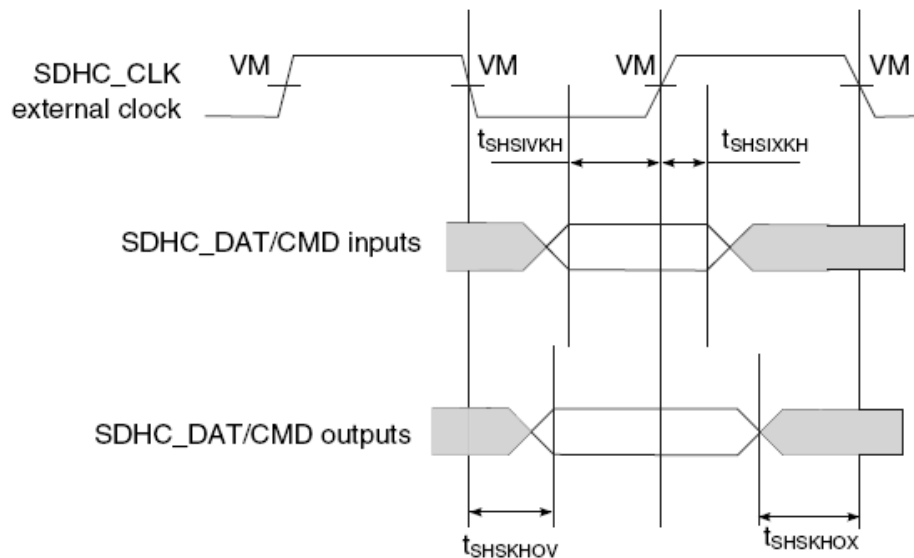 SDHC_CLK
external clock
VM
VM
VM
VM
tSHSIVKH
tSHSIXKH
SDHC_DAT/CMD inputs
SDHC_DAT/CMD outputs
tSHSKHOV
tSHSKHOX